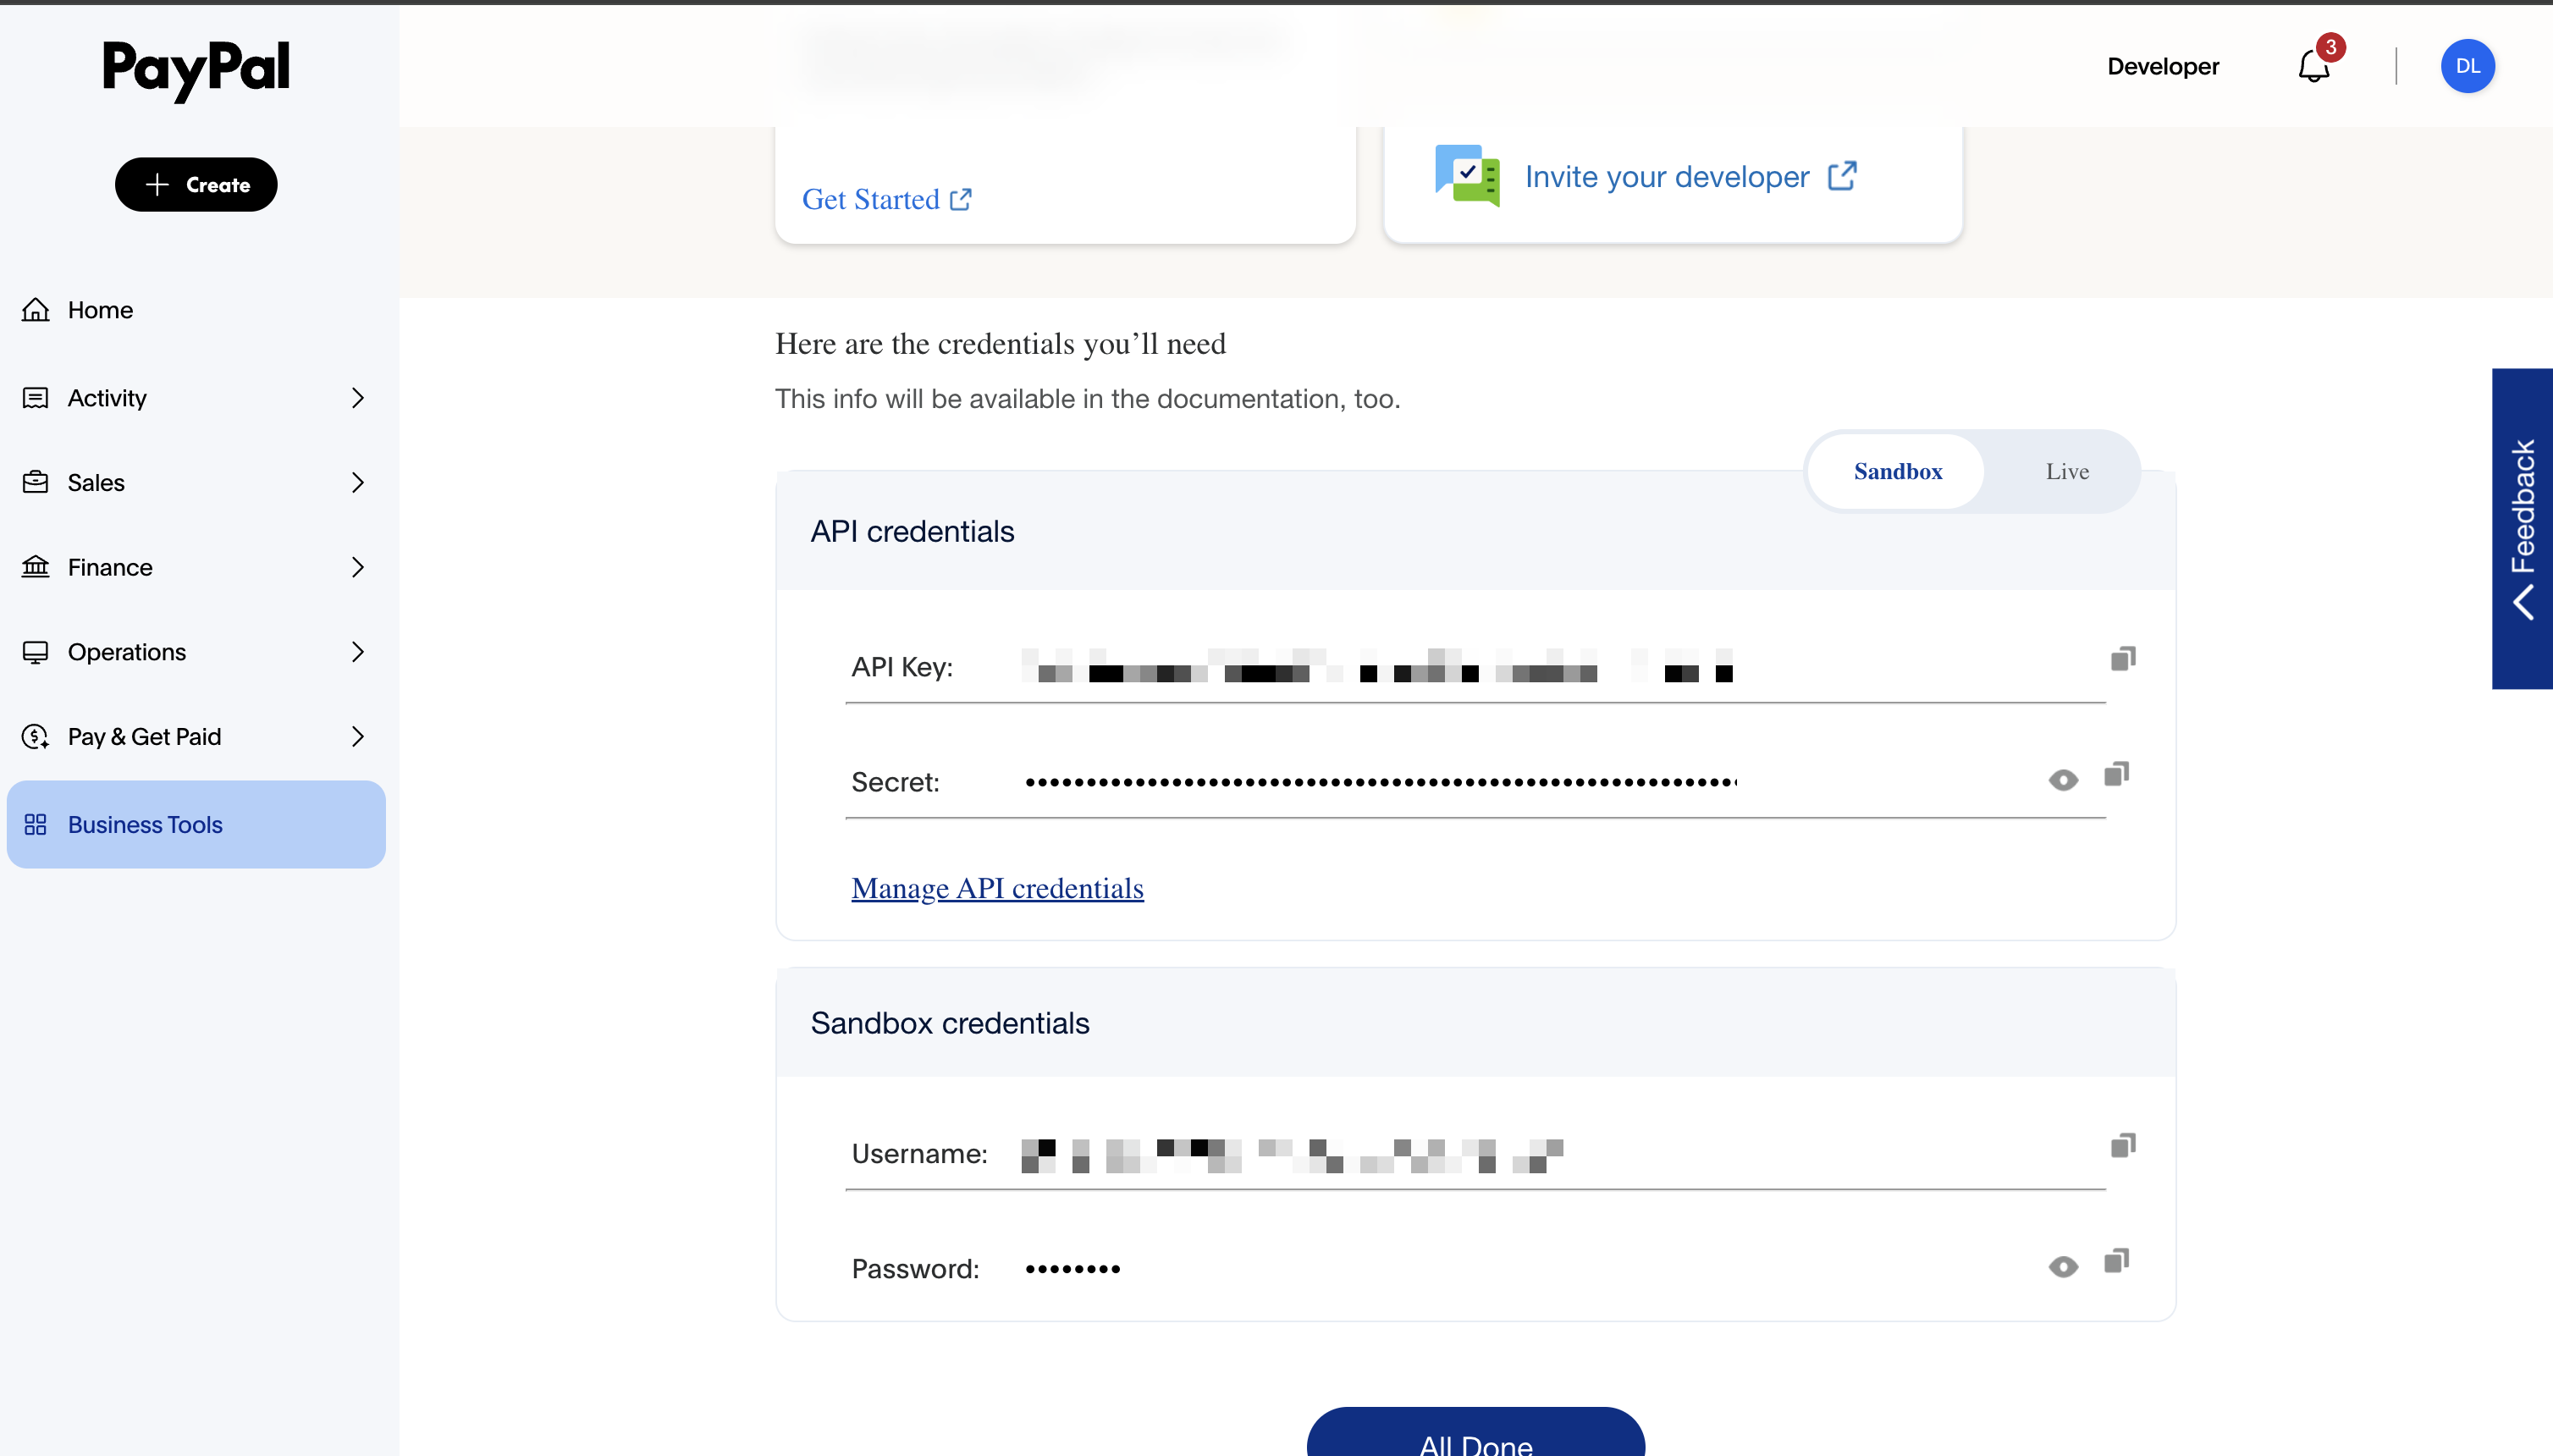 PayPal
Developer
3
DL
Create
Get Started
Invite your developer
Home
Activity
Sales
Finance
Operations
Pay & Get Paid
Business Tools
Here are the credentials you’ll need
This info will be available in the documentation, too.
Sandbox
Live
Feedback
API credentials
API Key:
Secret:
Manage API credentials
Sandbox credentials
Username:
Password:
All Done